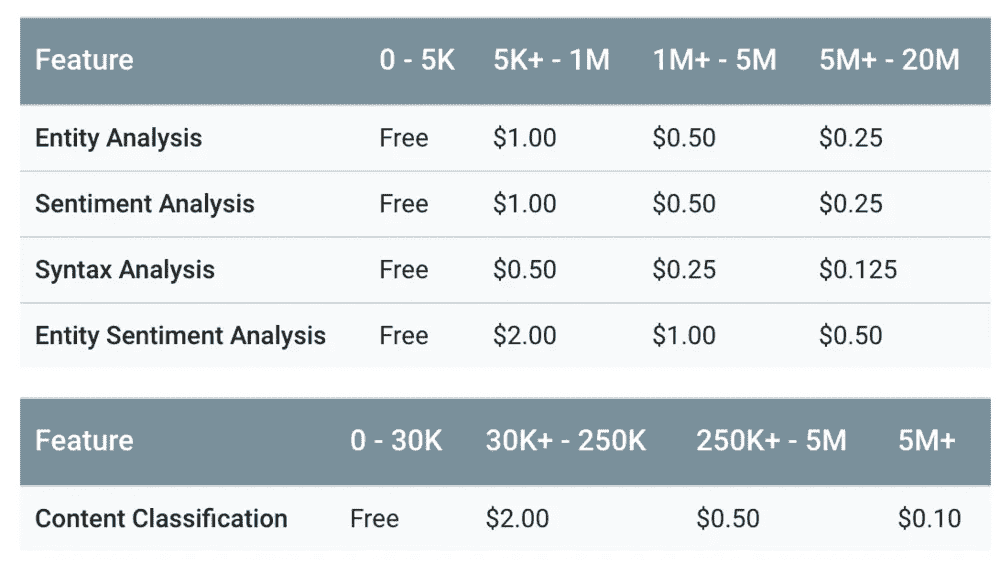 Feature 0 - 5K 5K+ - 1M 1M+ - 5M 5M+ - 20M
Entity Analysis Free $1.00 $0.50 $0.25
Sentiment Analysis Free $1.00 $0.50 $0.25
Syntax Analysis Free $0.50 $0.25 $0.125
Entity Sentiment Analysis Free $2.00 $1.00 $0.50
Feature 0 - 30K 30K+ - 250K 250K+ - 5M 5M+
Content Classification Free $2.00 $0.50 $0.10